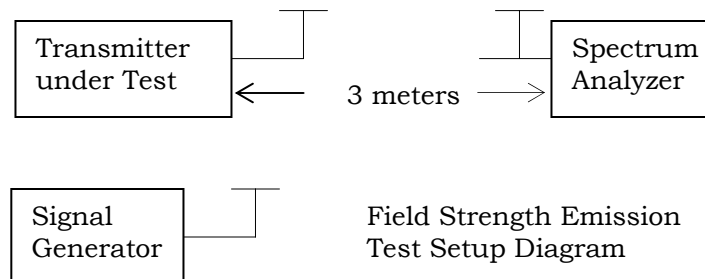 Transmitter
under Test
3 meters
Spectrum
Analyzer
Signal
Generator
Field Strength Emission
Test Setup Diagram